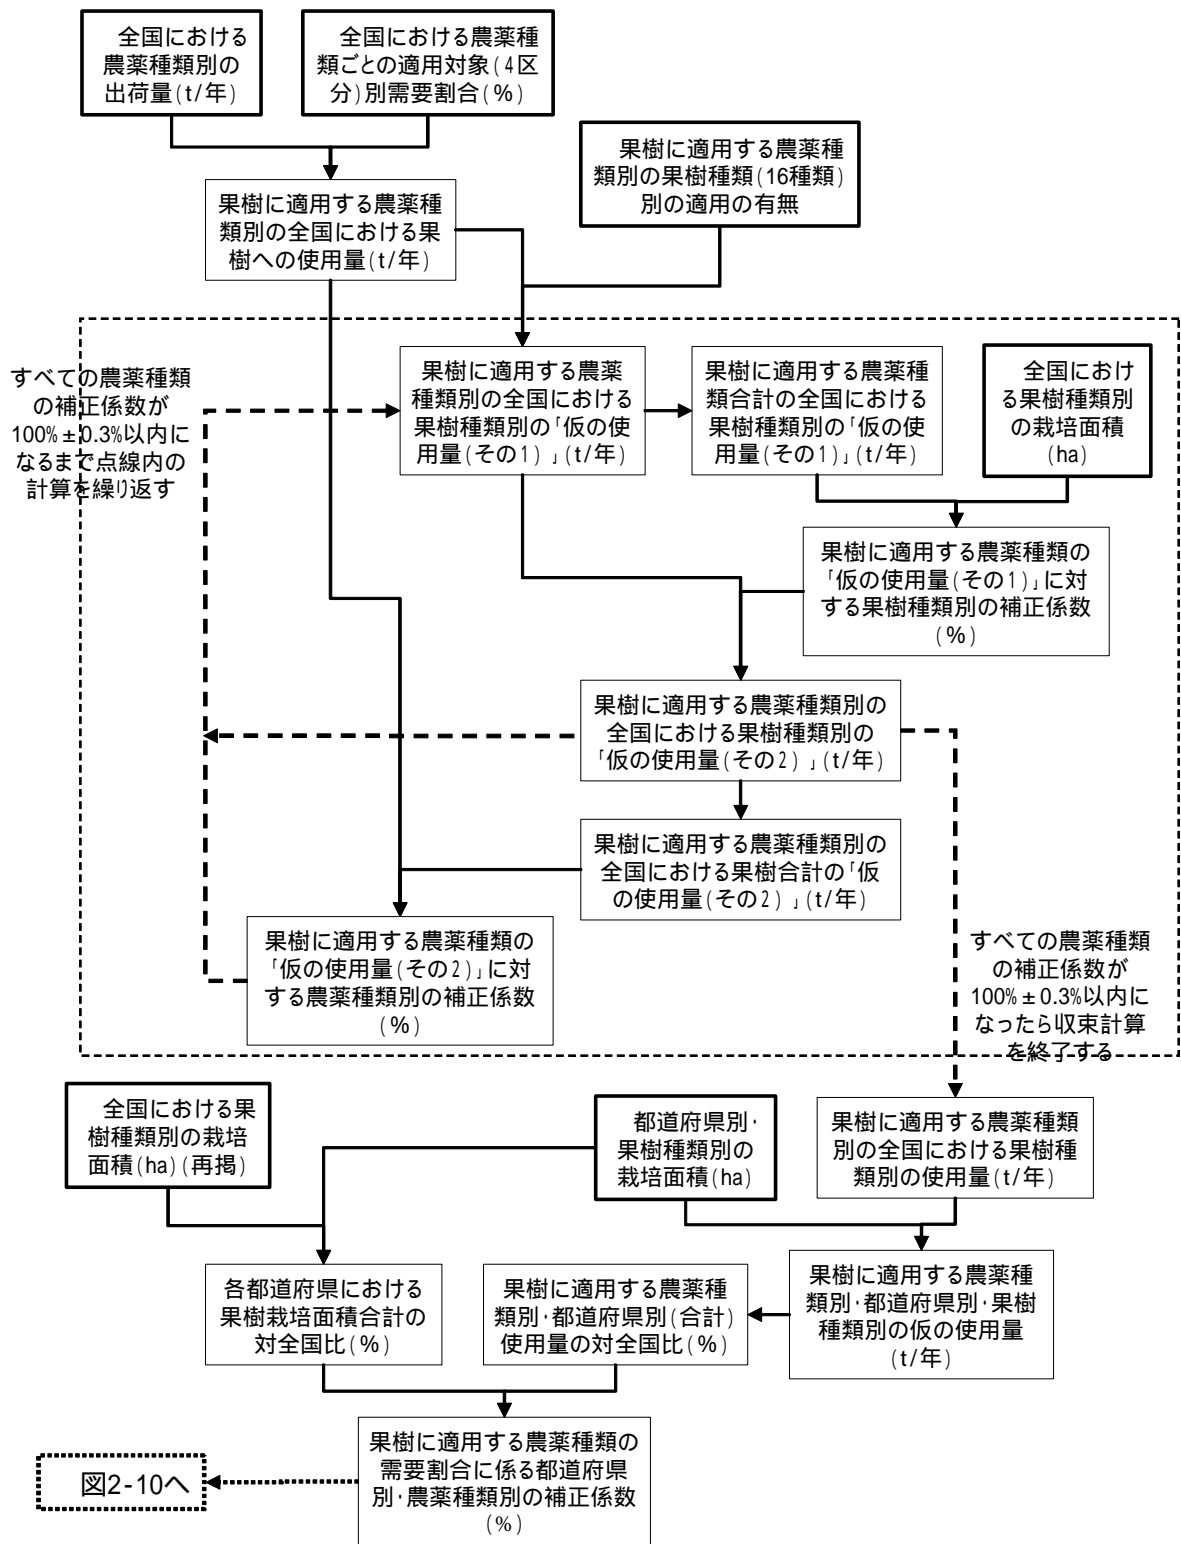 全国における
農薬種類別の
出荷量(t/年)
全国における農薬種
類ごとの適用対象(4区
分)別需要割合(%)
果樹に適用する農薬種
類別の果樹種類(16種類)
別の適用の有無
果樹に適用する農薬種
類別の全国における果
樹への使用量(t/年)
すべての農薬種類
の補正係数が
100%±0.3%以内に
なるまで点線内の
計算を繰り返す
果樹に適用する農薬
種類別の全国における
果樹種類別の「仮の使
用量(その1)」(t/年)
果樹に適用する農薬種
類合計の全国における
果樹種類別の「仮の使
用量(その1)」(t/年)
全国におけ
る果樹種類別
の栽培面積
(ha)
果樹に適用する農薬種類の
「仮の使用量(その1)」に対
する果樹種類別の補正係数
(%)
果樹に適用する農薬種類別の
全国における果樹種類別の
「仮の使用量(その2)」(t/年)
果樹に適用する農薬種類別の
全国における果樹合計の「仮
の使用量(その2)」(t/年)
果樹に適用する農薬種類の
「仮の使用量(その2)」に対
する農薬種類別の補正係数
(%)
すべての農薬種類
の補正係数が
100%±0.3%以内に
なったら収束計算
を終了する
全国における果
樹種類別の栽培
面積(ha)(再掲)
都道府県別・
果樹種類別の
栽培面積(ha)
果樹に適用する農薬種類
別の全国における果樹種
類別の使用量(t/年)
各都道府県における
果樹栽培面積合計の
対全国比(%)
果樹に適用する農薬種
類別・都道府県別(合計)
使用量の対全国比(%)
果樹に適用する農薬種
類別・都道府県別・果樹
種類別の仮の使用量
(t/年)
果樹に適用する農薬種類の
需要割合に係る都道府県
別・農薬種類別の補正係数
(%)
図2-10へ